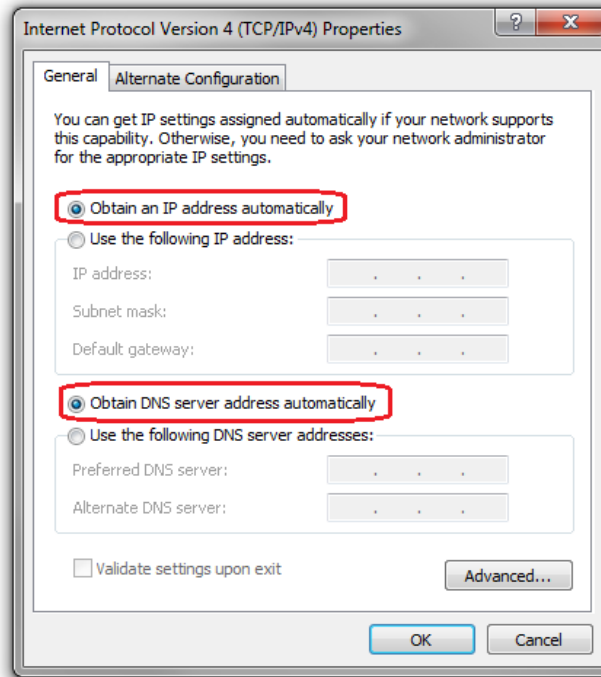 Internet Protocol Version 4 (TCP/IPv4) Properties
General
Alternate Configuration
You can get IP settings assigned automatically if your network supports
this capability. Otherwise, you need to ask your network administrator
for the appropriate IP settings.
Obtain an IP address automatically
Use the following IP address:
IP address:
Subnet mask:
Default gateway:
Obtain DNS server address automatically
Use the following DNS server addresses:
Preferred DNS server:
Alternate DNS server:
Validate settings upon exit
Advanced...
OK
Cancel